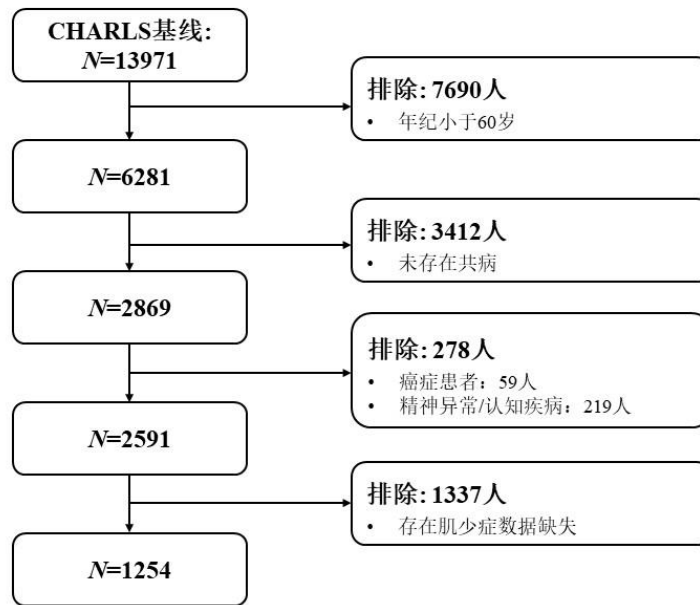 CHARLS基线:
N=13971
排除: 7690人
• 年纪小于60岁
N=6281
排除: 3412人
• 未存在共病
N=2869
排除: 278人
• 癌症患者：59人
• 精神异常/认知疾病：219人
N=2591
排除: 1337人
• 存在肌少症数据缺失
N=1254